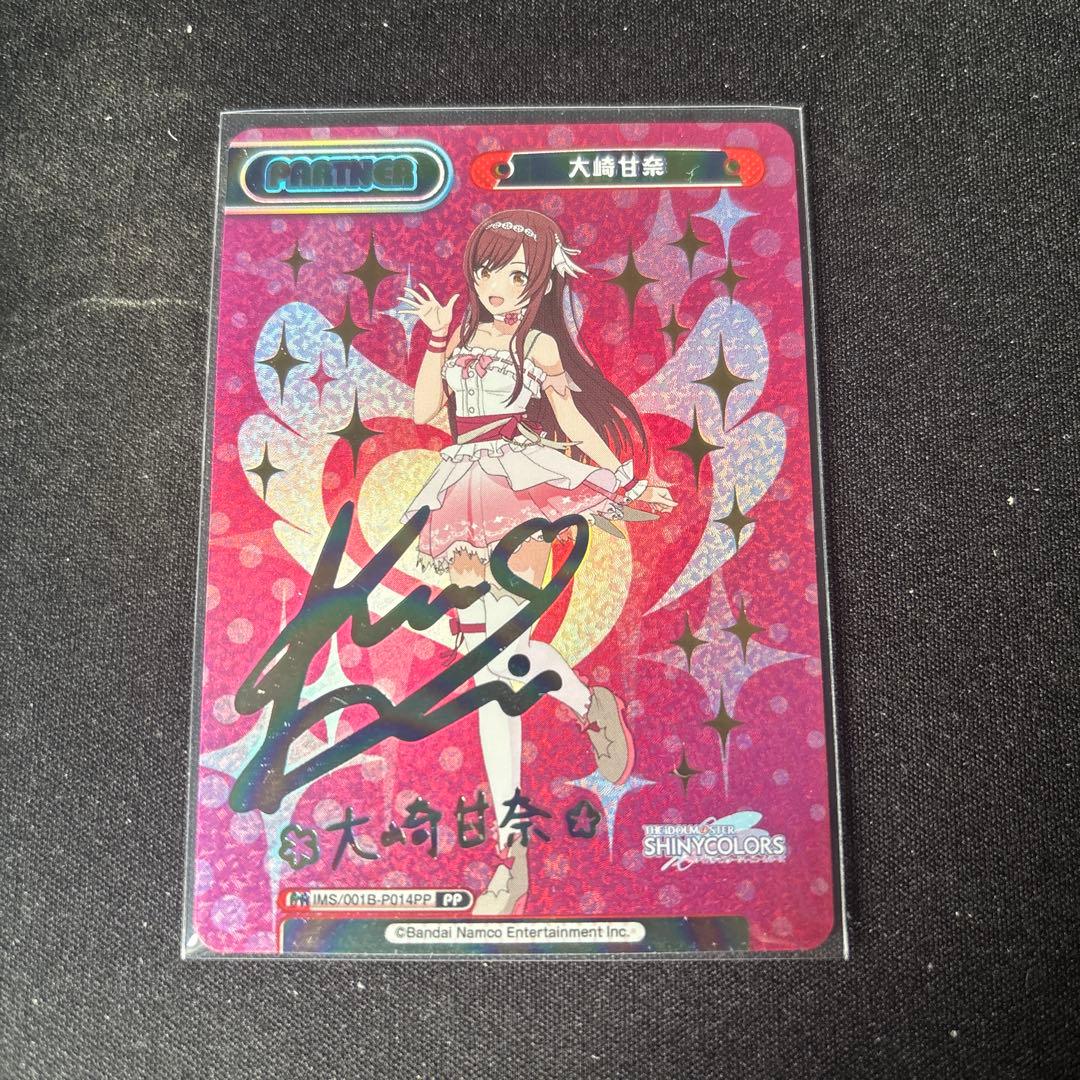 PARTNER
大崎甘奈
大崎甘奈
THE IDOLM@STER
SHINYCOLORS
IMS/001B-P014PP PP
©Bandai Namco Entertainment Inc.